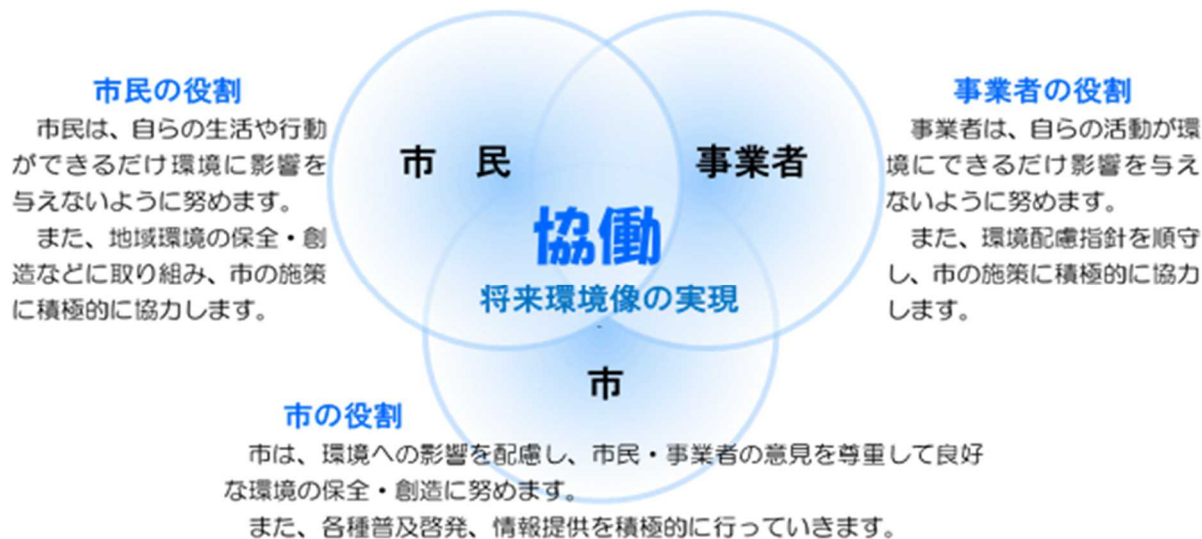 市民の役割
市民は、自らの生活や行動
ができるだけ環境に影響を
与えないように努めます。
また、地域環境の保全・創
造などに取り組み、市の施策
に積極的に協力します。
市 民
事業者
協働
将来環境像の実現
市
事業者の役割
事業者は、自らの活動が環
境にできるだけ影響を与え
ないように努めます。
また、環境配慮指針を順守
し、市の施策に積極的に協力
します。
市の役割
市は、環境への影響を配慮し、市民・事業者の意見を尊重して良好
な環境の保全・創造に努めます。
また、各種普及啓発、情報提供を積極的に行っていきます。